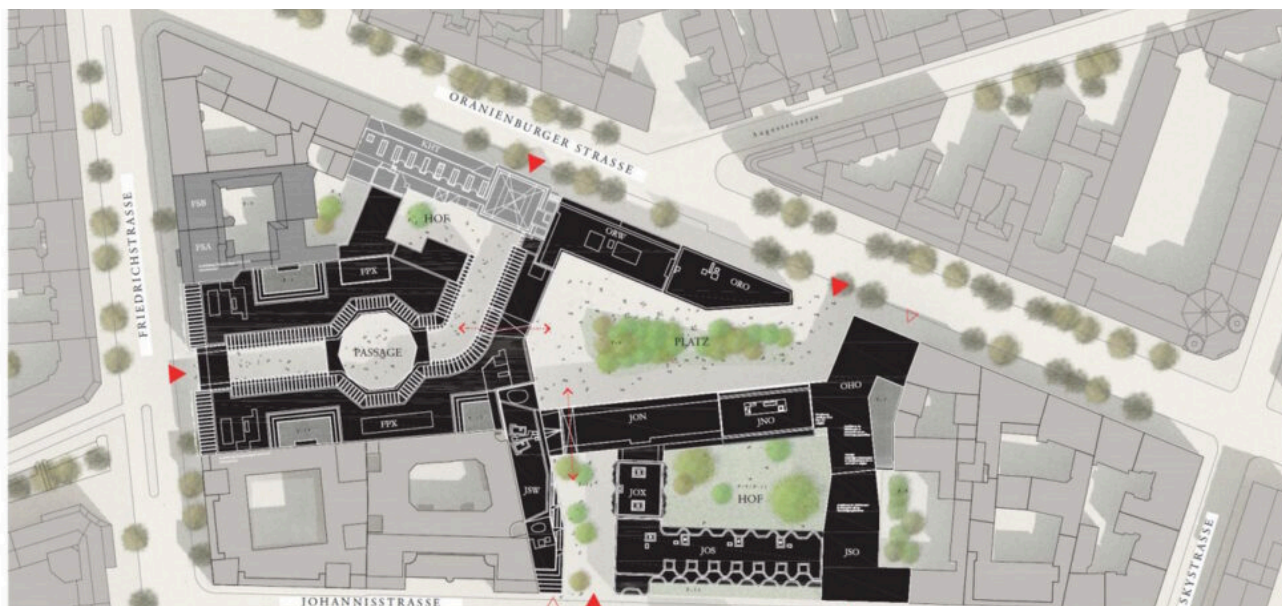 ORANIENBURGER STRASSE
Auguststrasse
KHT
FSB
HOF
ORW
FSA
FPX
ORO
FRIEDRICHSTRASSE
PLATZ
PASSAGE
OHO
JON
JNO
FPX
JSW
JOX
HOF
JOS
JSO
SKYSTRASSE
JOHANNISSTRASSE